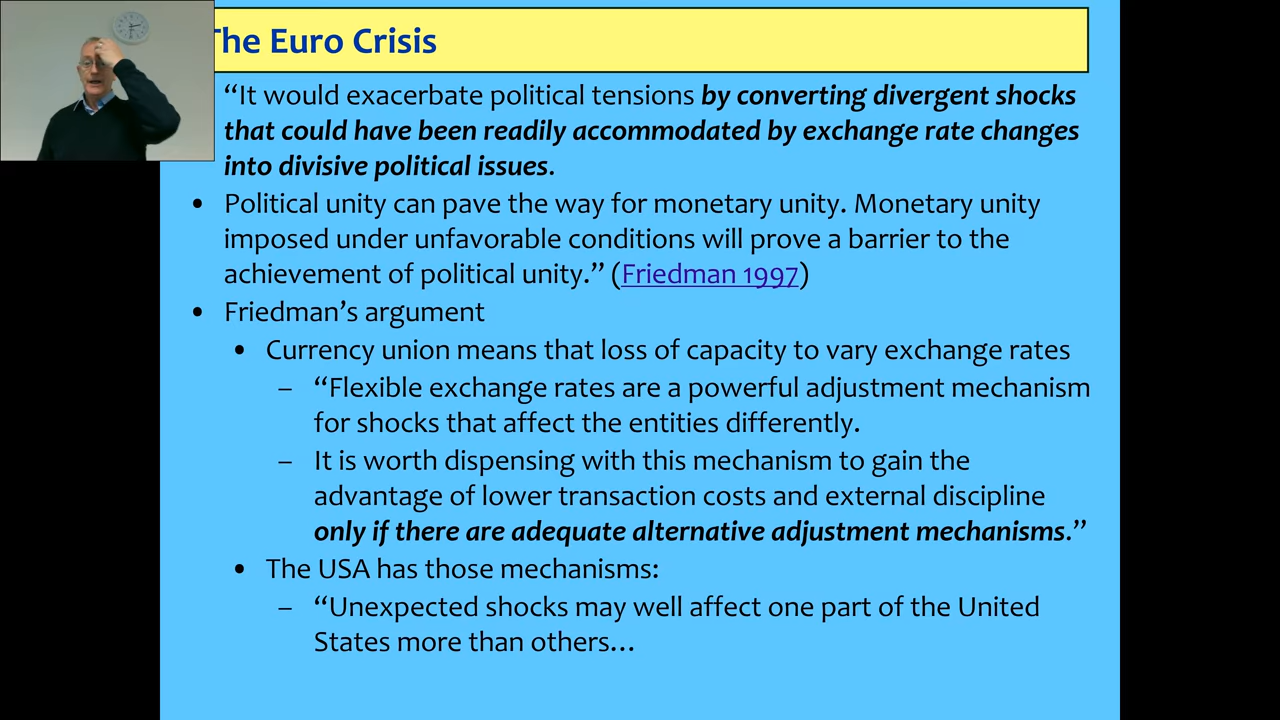 The Euro Crisis
“It would exacerbate political tensions by converting divergent shocks
that could have been readily accommodated by exchange rate changes
into divisive political issues.
• Political unity can pave the way for monetary unity. Monetary unity
imposed under unfavorable conditions will prove a barrier to the
achievement of political unity.” (Friedman 1997)
• Friedman’s argument
• Currency union means that loss of capacity to vary exchange rates
– “Flexible exchange rates are a powerful adjustment mechanism
for shocks that affect the entities differently.
– It is worth dispensing with this mechanism to gain the
advantage of lower transaction costs and external discipline
only if there are adequate alternative adjustment mechanisms.”
• The USA has those mechanisms:
– “Unexpected shocks may well affect one part of the United
States more than others…